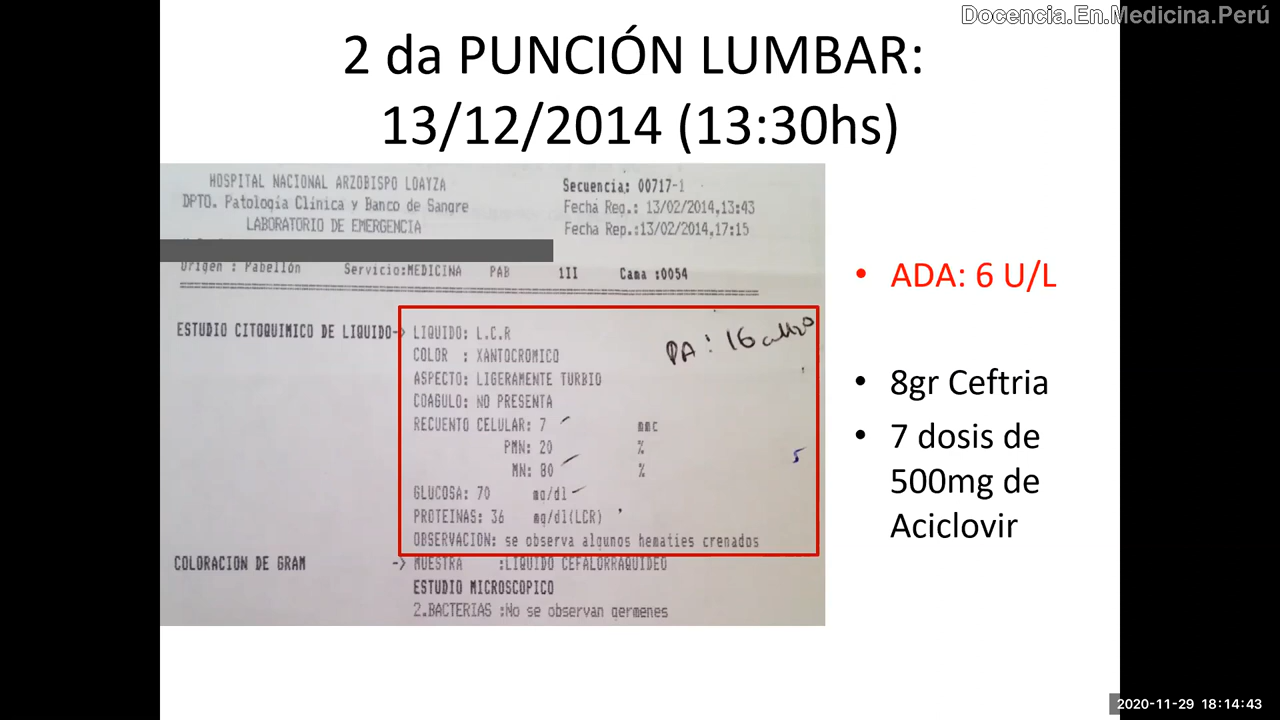 Docencia.En.Medicina.Perú
2 da PUNCIÓN LUMBAR:
13/12/2014 (13:30hs)
HOSPITAL NACIONAL ARZOBISPO LOAYZA
DPTO. Patología Clínica y Banco de Sangre
LABORATORIO DE EMERGENCIA
Secuencia: 00717-1
Fecha Reg.: 13/02/2014,13:43
Fecha Rep.:13/02/2014,17:15
Origen : Pabellón Servicio:MEDICINA PAB III Cama :0054
ESTUDIO CITOQUIMICO DE LIQUIDO-> LIQUIDO: L.C.R
COLOR : XANTOCROMICO
ASPECTO: LIGERAMENTE TURBIO
COAGULO: NO PRESENTA
RECUENTO CELULAR: 7 mmc
PMN: 20 %
MN: 80 %
GLUCOSA: 70 mg/dl
PROTEINAS: 36 mg/dl(LCR)
OBSERVACION: se observa algunos hematies crenados
PA: 16
5
COLORACION DE GRAM -> MUESTRA :LIQUIDO CEFALORRAQUIDEO
ESTUDIO MICROSCOPICO
2.BACTERIAS :No se observan germenes
• ADA: 6 U/L
• 8gr Ceftria
• 7 dosis de
500mg de
Aciclovir
2020-11-29 18:14:43